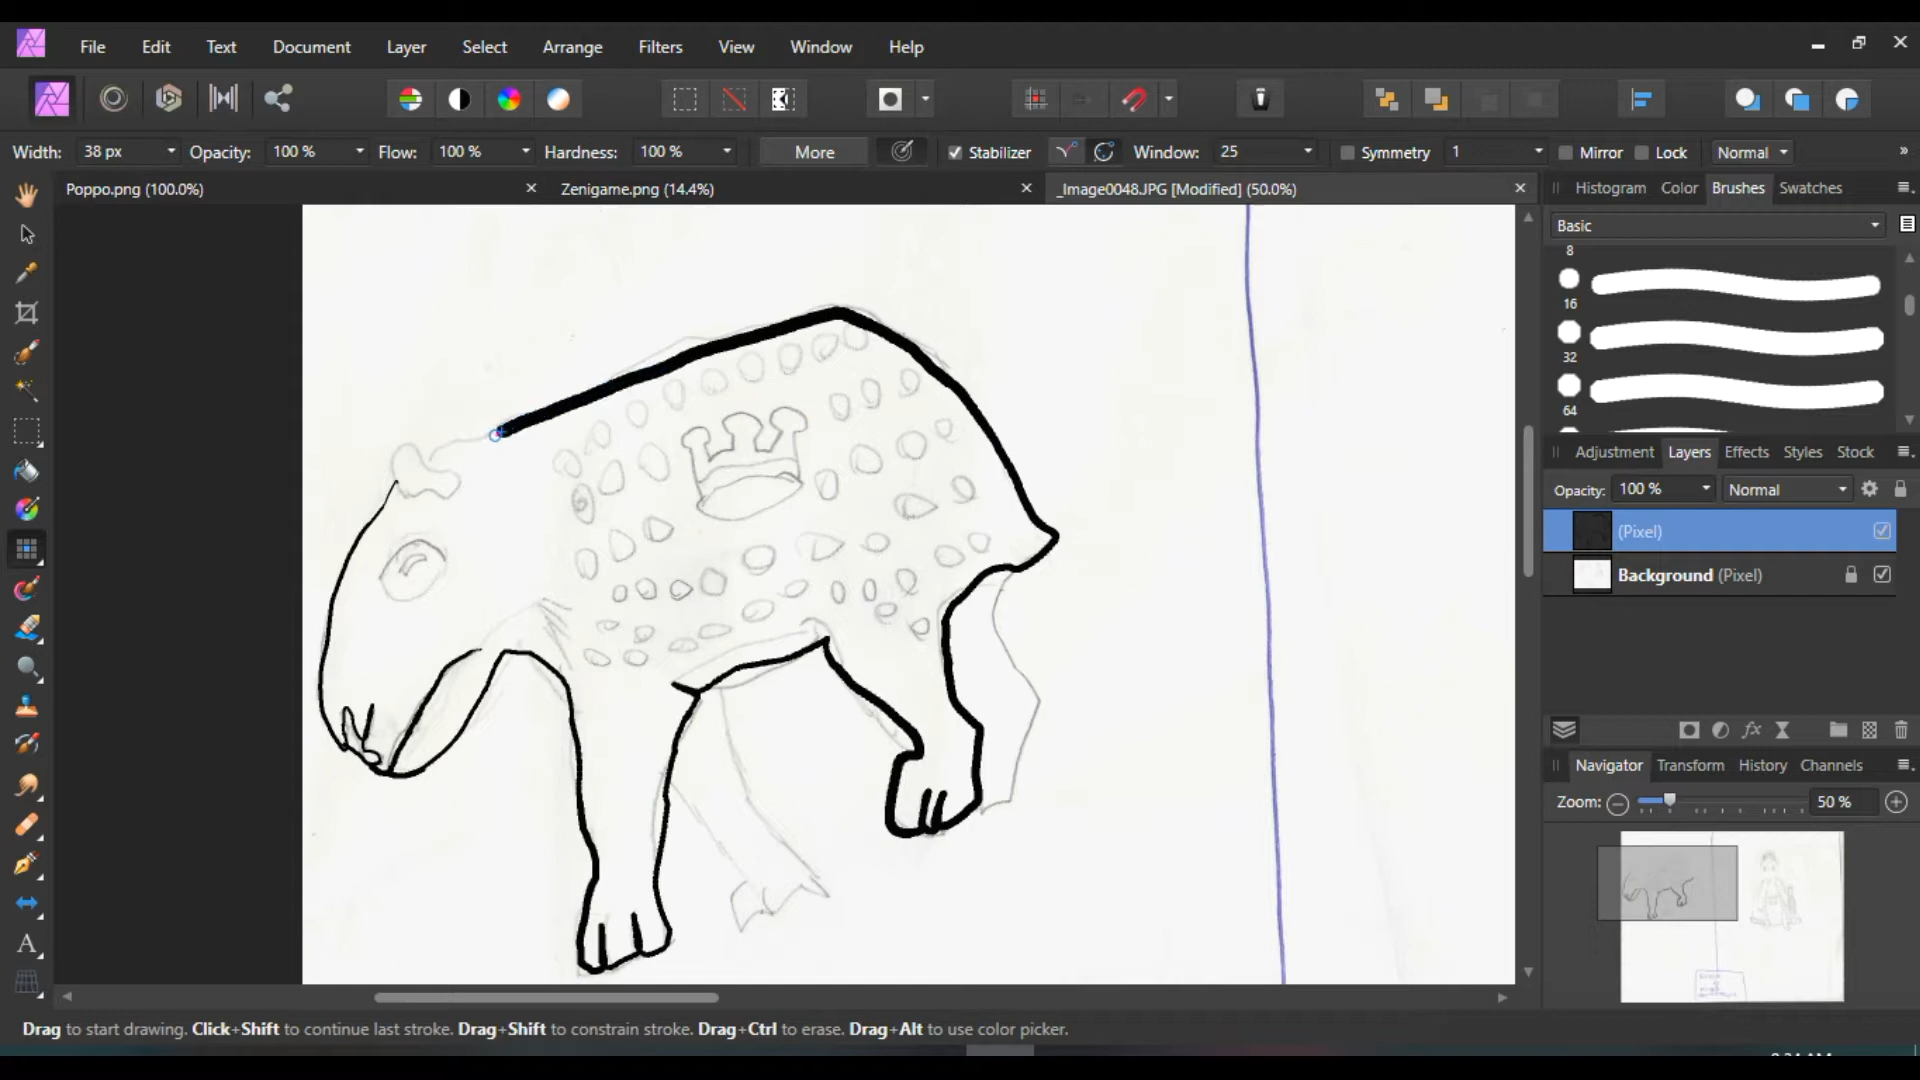 File Edit Text Document Layer Select Arrange Filters View Window Help
Width: 38 px Opacity: 100 % Flow: 100 % Hardness: 100 % More Stabilizer Window: 25 Symmetry 1 Mirror Lock Normal »
Poppo.png (100.0%) Zenigame.png (14.4%) _Image0048.JPG [Modified] (50.0%)
Histogram Color Brushes Swatches
Basic
8
16
32
64
Adjustment Layers Effects Styles Stock
Opacity: 100 % Normal
(Pixel)
Background (Pixel)
fx
Navigator Transform History Channels
Zoom: 50 %
A
Drag to start drawing. Click+Shift to continue last stroke. Drag+Shift to constrain stroke. Drag+Ctrl to erase. Drag+Alt to use color picker.